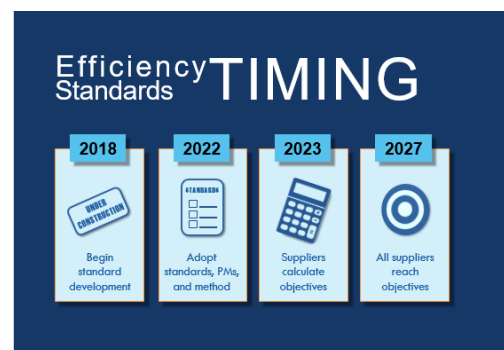 Efficiency
Standards
TIMING
2018
UNDER
CONSTRUCTION
Begin
standard
development
2022
STANDARDS
Adopt
standards, PMs,
and method
2023
Suppliers
calculate
objectives
2027
All suppliers
reach
objectives